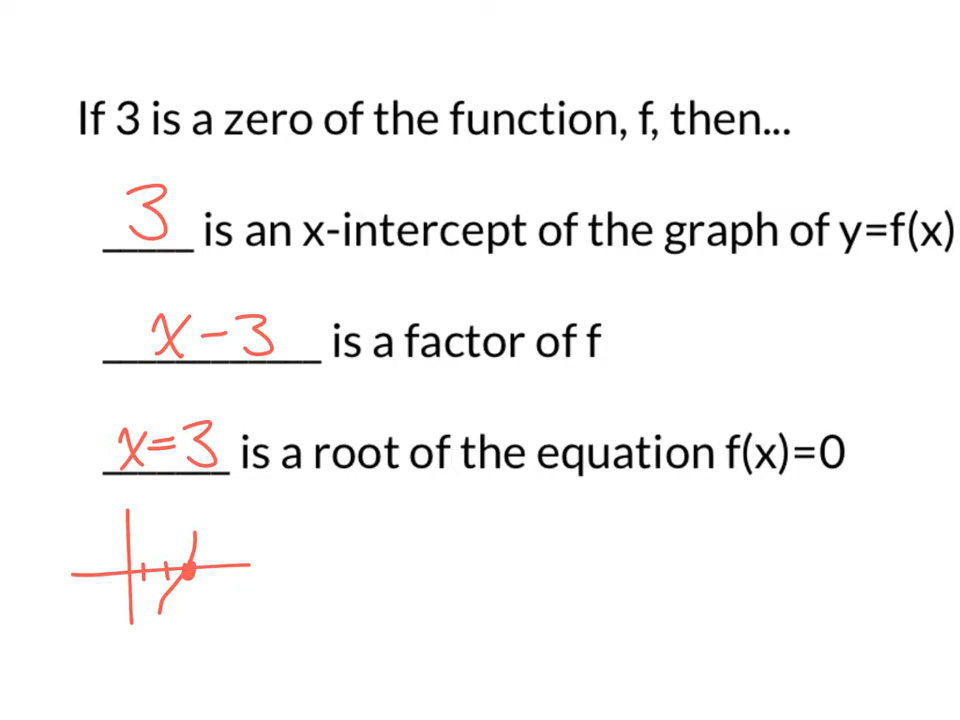 If 3 is a zero of the function, f, then...
3 is an x-intercept of the graph of y=f(x)
x-3 is a factor of f
x=3 is a root of the equation f(x)=0